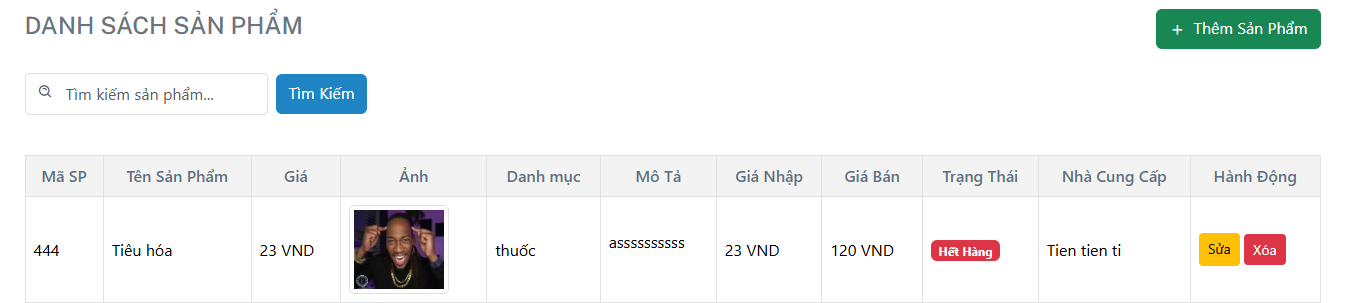 DANH SÁCH SẢN PHẨM
+ Thêm Sản Phẩm
Tìm kiếm sản phẩm...
Tìm Kiếm
Mã SP Tên Sản Phẩm Giá Ảnh Danh mục Mô Tả Giá Nhập Giá Bán Trạng Thái Nhà Cung Cấp Hành Động
444 Tiêu hóa 23 VND thuốc asssssssssss 23 VND 120 VND Hết Hàng Tien tien ti Sửa Xóa